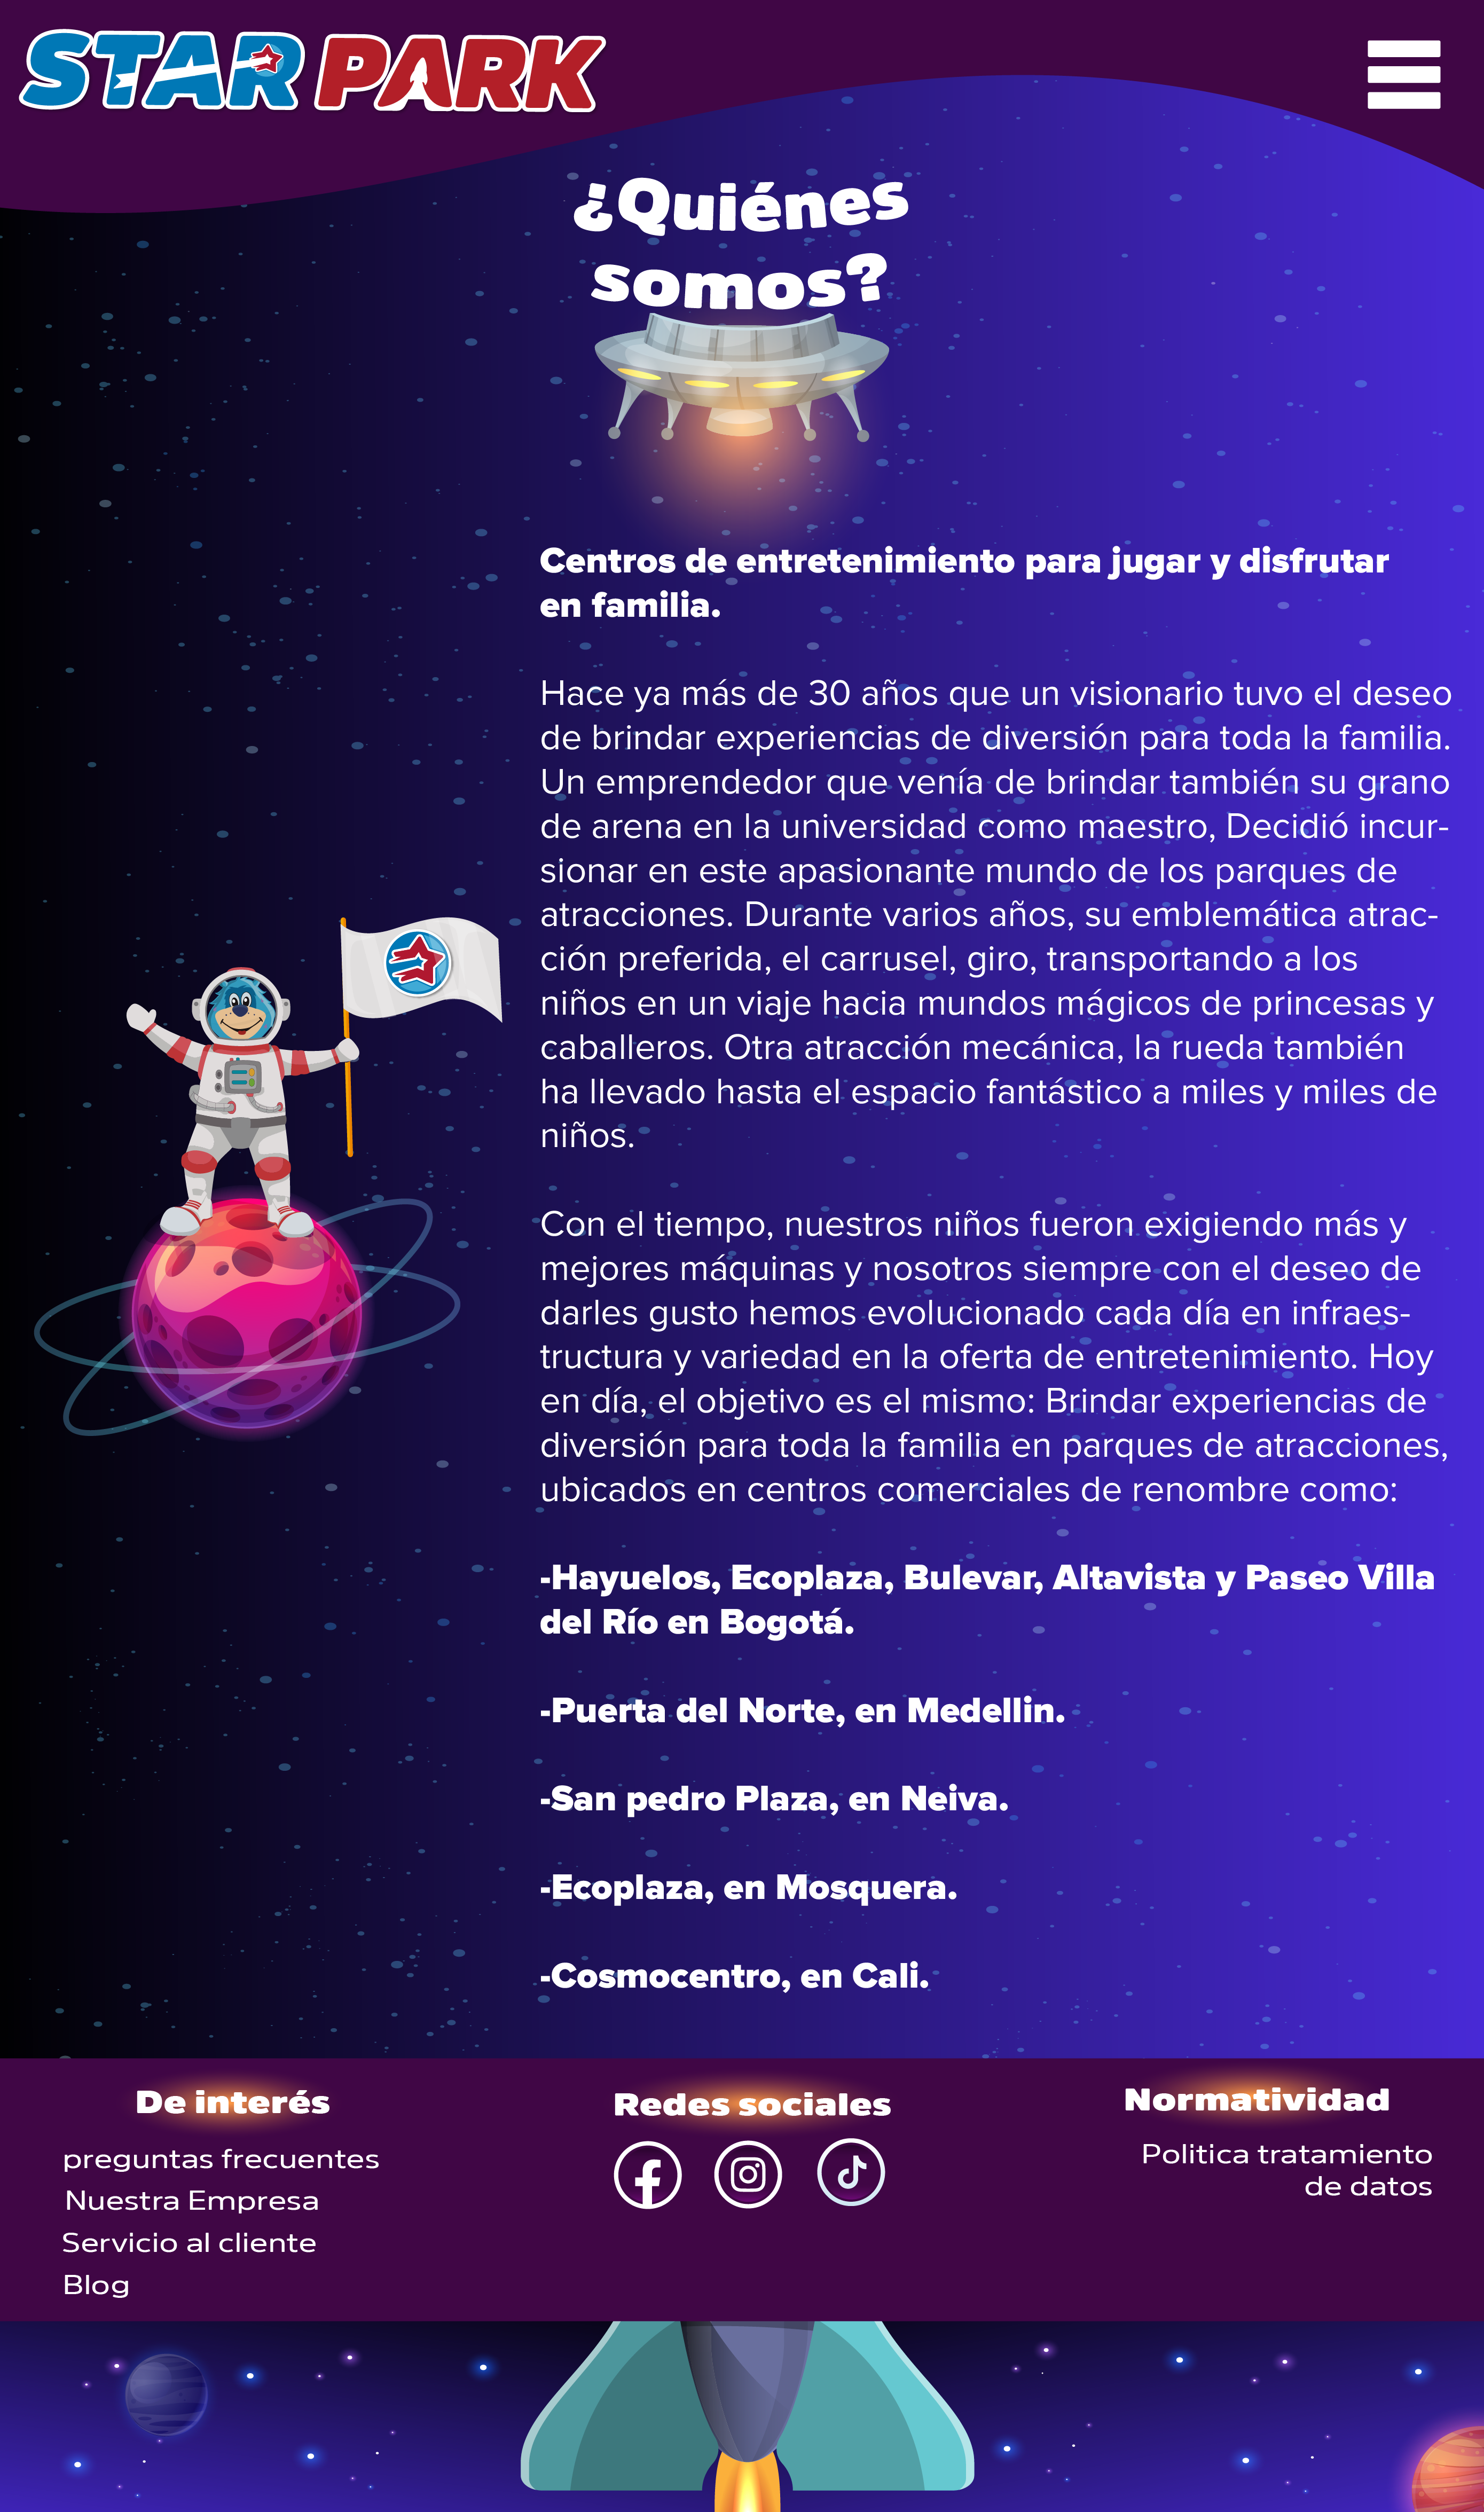 STAR PARK
¿Quiénes
somos?
Centros de entretenimiento para jugar y disfrutar
en familia.
Hace ya más de 30 años que un visionario tuvo el deseo
de brindar experiencias de diversión para toda la familia.
Un emprendedor que venía de brindar también su grano
de arena en la universidad como maestro, Decidió incur-
sionar en este apasionante mundo de los parques de
atracciones. Durante varios años, su emblemática atrac-
ción preferida, el carrusel, giro, transportando a los
niños en un viaje hacia mundos mágicos de princesas y
caballeros. Otra atracción mecánica, la rueda también
ha llevado hasta el espacio fantástico a miles y miles de
niños.
Con el tiempo, nuestros niños fueron exigiendo más y
mejores máquinas y nosotros siempre con el deseo de
darles gusto hemos evolucionado cada día en infraes-
tructura y variedad en la oferta de entretenimiento. Hoy
en día, el objetivo es el mismo: Brindar experiencias de
diversión para toda la familia en parques de atracciones,
ubicados en centros comerciales de renombre como:
-Hayuelos, Ecoplaza, Bulevar, Altavista y Paseo Villa
del Río en Bogotá.
-Puerta del Norte, en Medellin.
-San pedro Plaza, en Neiva.
-Ecoplaza, en Mosquera.
-Cosmocentro, en Cali.
De interés
preguntas frecuentes
Nuestra Empresa
Servicio al cliente
Blog
Redes sociales
Normatividad
Politica tratamiento
de datos